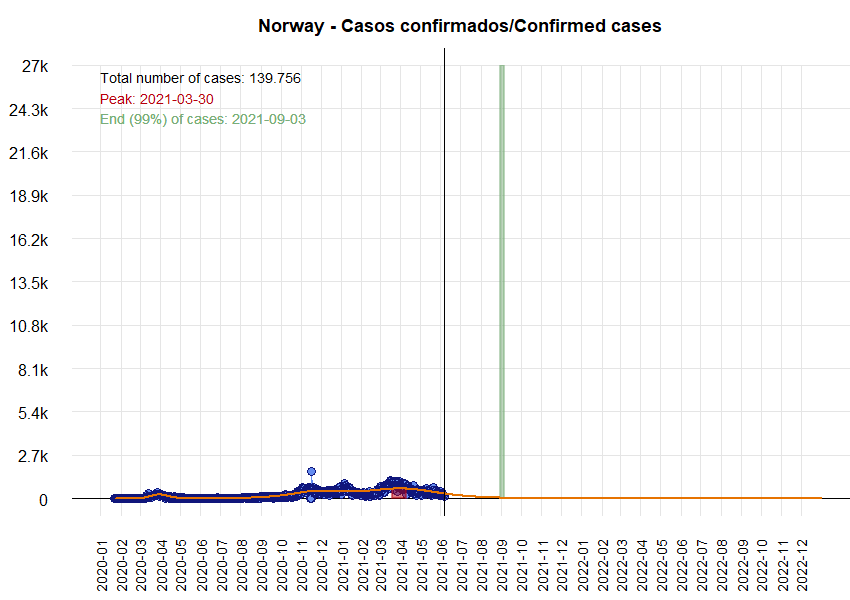 Norway - Casos confirmados/Confirmed cases
27k
Total number of cases: 139.756
Peak: 2021-03-30
24.3k
End (99%) of cases: 2021-09-03
21.6k
18.9k
16.2k
13.5k
10.8k
8.1k
5.4k
2.7k
0
2020-01
2020-02
2020-03
2020-04
2020-05
2020-06
2020-07
2020-08
2020-09
2020-10
2020-11
2020-12
2021-01
2021-02
2021-03
2021-04
2021-05
2021-06
2021-07
2021-08
2021-09
2021-10
2021-11
2021-12
2022-01
2022-02
2022-03
2022-04
2022-05
2022-06
2022-07
2022-08
2022-09
2022-10
2022-11
2022-12